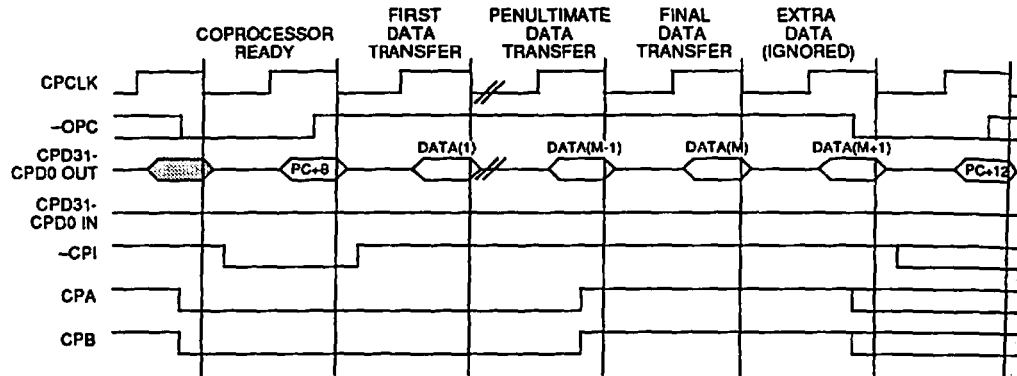 COPROCESSOR
READY
FIRST
DATA
TRANSFER
PENULTIMATE
DATA
TRANSFER
FINAL
DATA
TRANSFER
EXTRA
DATA
(IGNORED)
CPCLK
–OPC
CPD31-
CPD0 OUT
PC+8
DATA(1)
DATA(M-1)
DATA(M)
DATA(M+1)
PC+12
CPD31-
CPD0 IN
–CPI
CPA
CPB